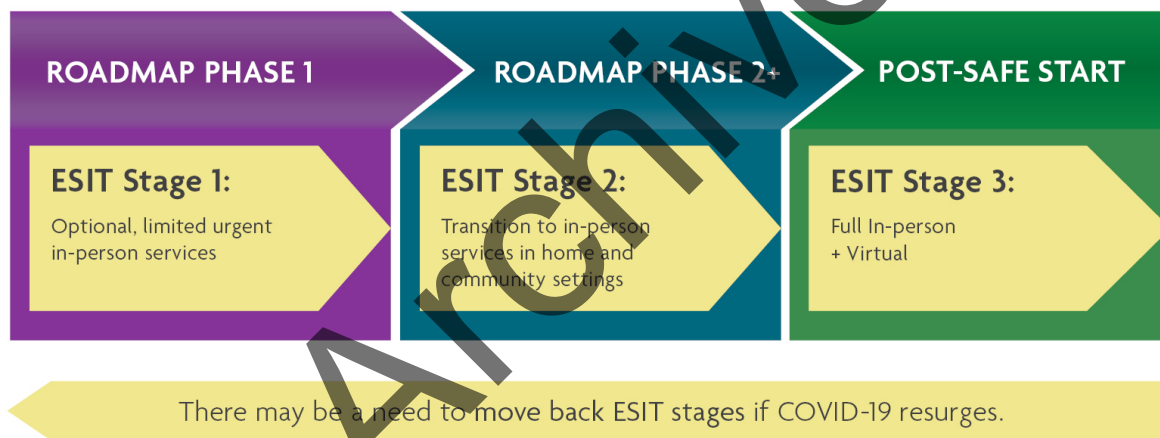 ROADMAP PHASE 1
ROADMAP PHASE 2+
POST-SAFE START
ESIT Stage 1:
Optional, limited urgent
in-person services
ESIT Stage 2:
Transition to in-person
services in home and
community settings
ESIT Stage 3:
Full In-person
+ Virtual
There may be a need to move back ESIT stages if COVID-19 resurges.
Archive